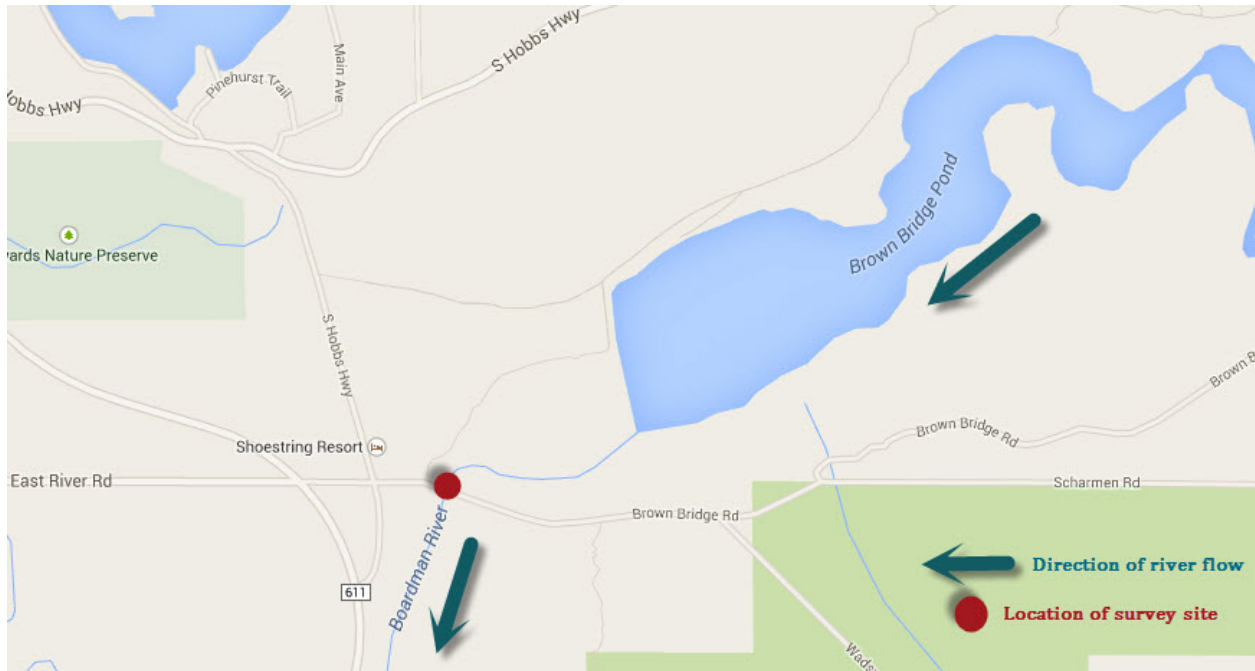 S Hobbs Hwy
Main Ave
Pinehurst Trail
Hobbs Hwy
Brown Bridge Pond
wards Nature Preserve
S Hobbs Hwy
Brown B
Shoestring Resort
Brown Bridge Rd
East River Rd
Scharmen Rd
Brown Bridge Rd
Boardman River
611
Direction of river flow
Location of survey site
Wads